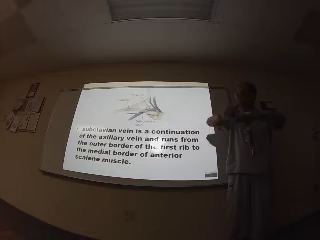 subclavian vein is a continuation
of the axillary vein and runs from
the outer border of the first rib to
the medial border of anterior
scalene muscle.